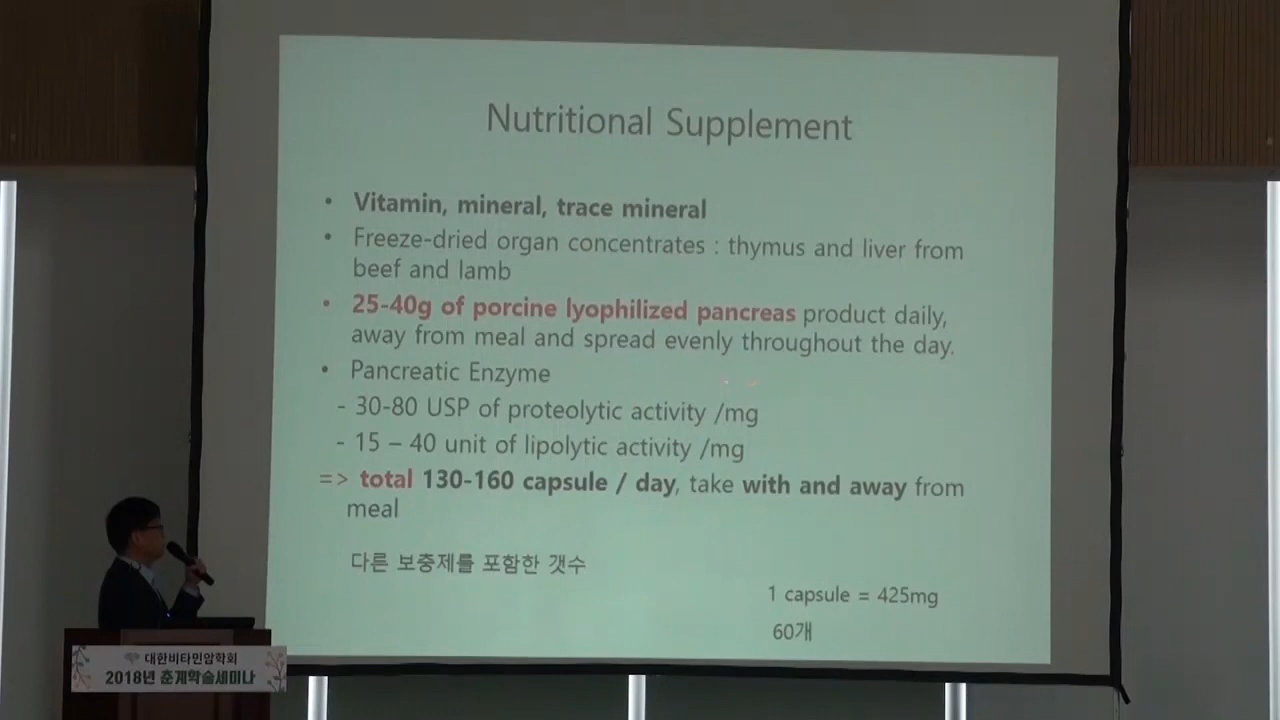 Nutritional Supplement
• Vitamin, mineral, trace mineral
• Freeze-dried organ concentrates : thymus and liver from
beef and lamb
• 25-40g of porcine lyophilized pancreas product daily,
away from meal and spread evenly throughout the day.
• Pancreatic Enzyme
- 30-80 USP of proteolytic activity /mg
- 15 – 40 unit of lipolytic activity /mg
=> total 130-160 capsule / day, take with and away from
meal
다른 보충제를 포함한 갯수
1 capsule = 425mg
60개
대한비타민암학회
2018년 춘계학술세미나